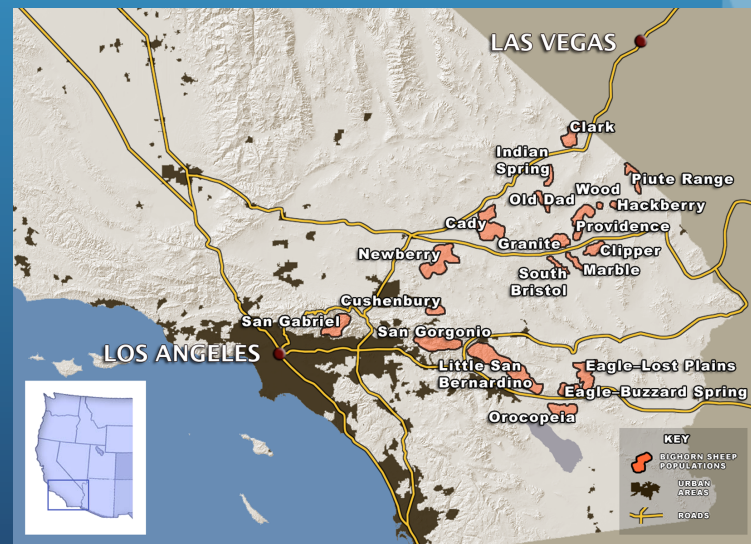 LAS VEGAS
Clark
Indian
Spring
Piute Range
Wood
Old Dad
Hackberry
Cady
Providence
Granite
Newberry
Clipper
Marble
South
Bristol
Cushenbury
San Gabriel
San Gorgonio
LOS ANGELES
Little San
Bernardino
Eagle–Lost Plains
Eagle–Buzzard Spring
Orocopeia
KEY
BIGHORN SHEEP
POPULATIONS
URBAN
AREAS
ROADS